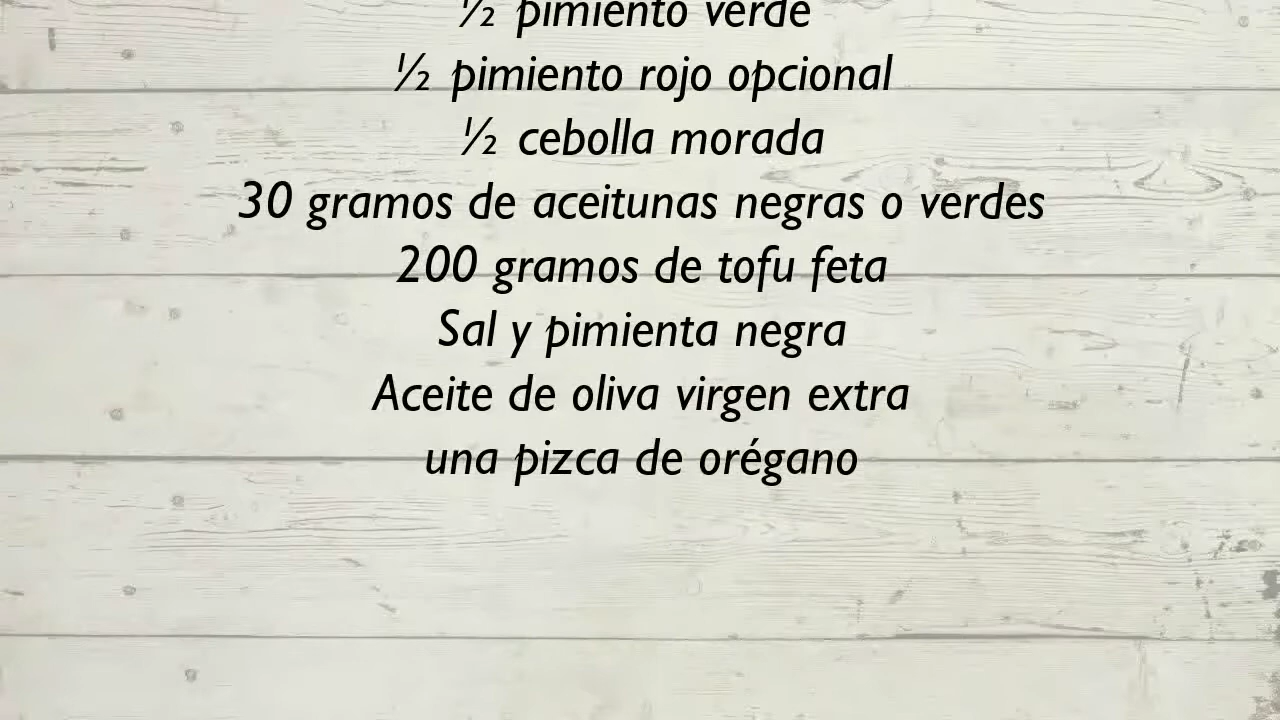 ½ pimiento verde
½ pimiento rojo opcional
½ cebolla morada
30 gramos de aceitunas negras o verdes
200 gramos de tofu feta
Sal y pimienta negra
Aceite de oliva virgen extra
una pizca de orégano